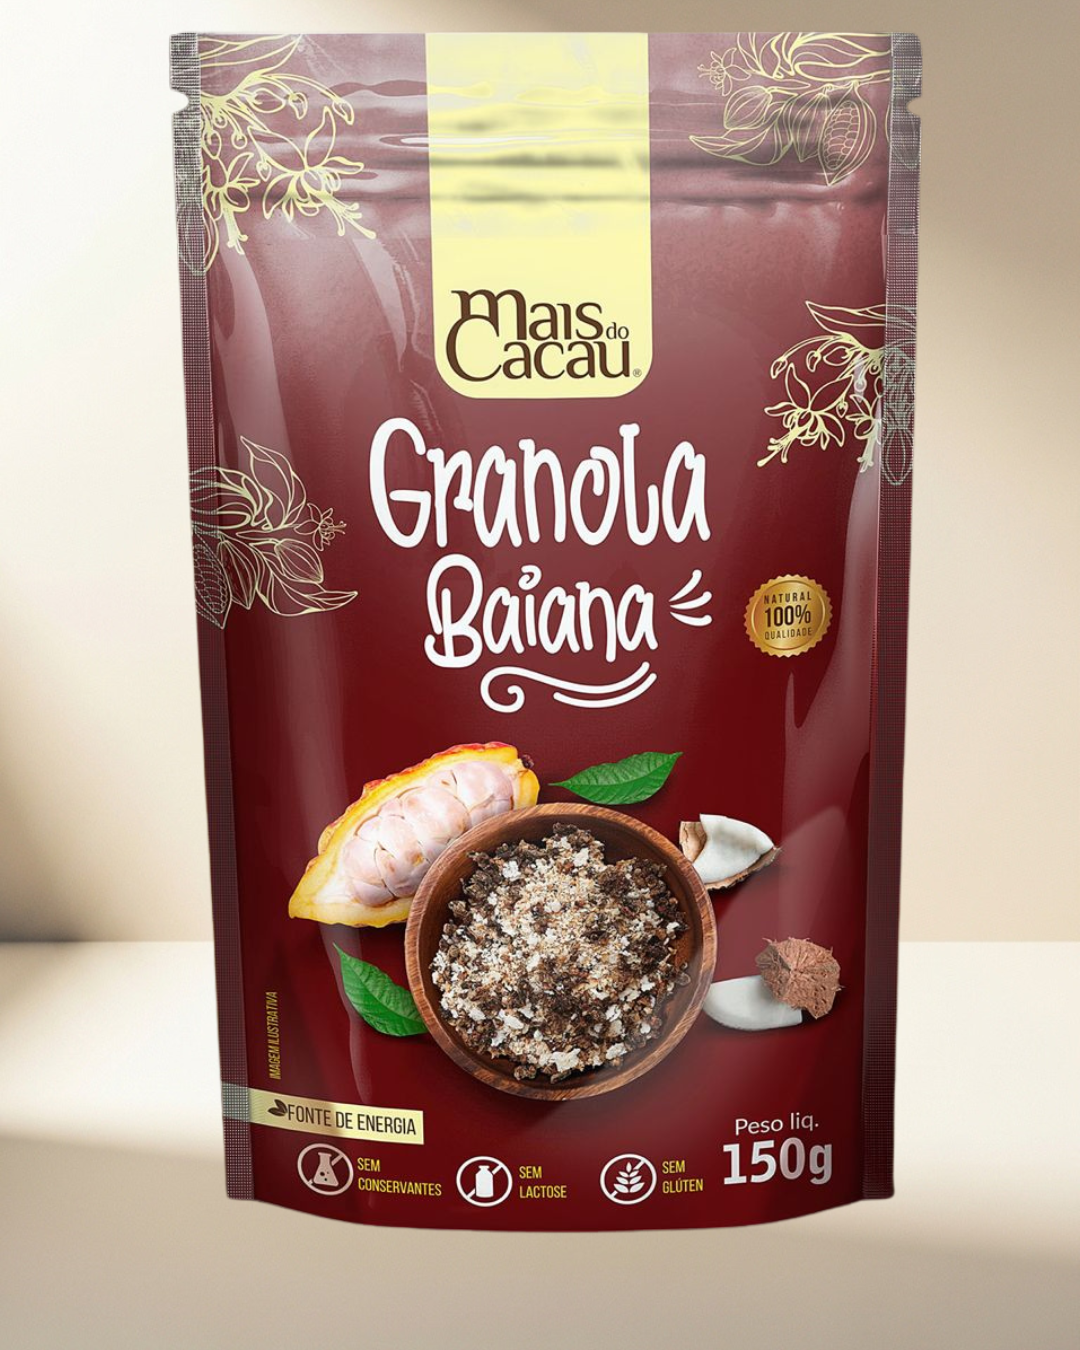 Mais do
Cacau®
Granola
Baiana
NATURAL
100%
QUALIDADE
IMAGEM ILUSTRATIVA
FONTE DE ENERGIA
SEM
CONSERVANTES
SEM
LACTOSE
SEM
GLÚTEN
Peso liq.
150g